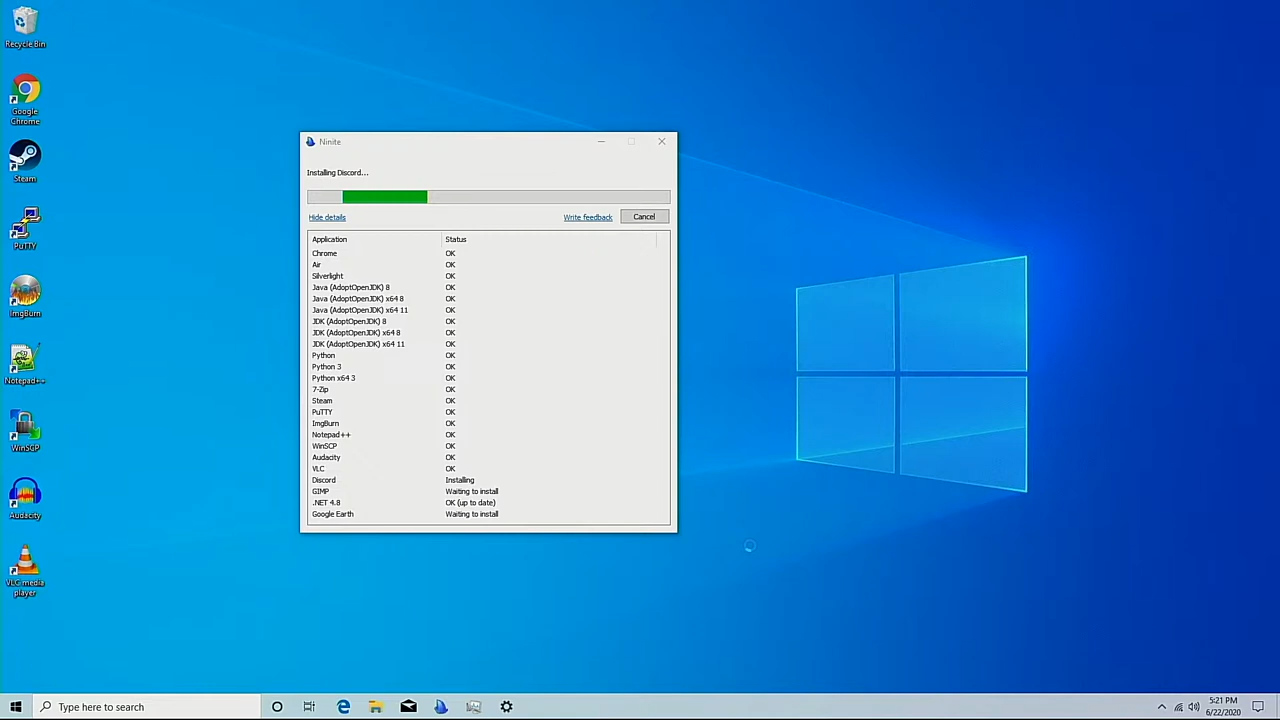 Recycle Bin
Google
Chrome
Steam
PuTTY
ImgBurn
Notepad++
WinSCP
Audacity
VLC media
player
Ninite
Installing Discord...
Hide details
Write feedback
Cancel
Application Status
Chrome OK
Air OK
Silverlight OK
Java (AdoptOpenJDK) 8 OK
Java (AdoptOpenJDK) x64 8 OK
Java (AdoptOpenJDK) x64 11 OK
JDK (AdoptOpenJDK) 8 OK
JDK (AdoptOpenJDK) x64 8 OK
JDK (AdoptOpenJDK) x64 11 OK
Python OK
Python 3 OK
Python x64 3 OK
7-Zip OK
Steam OK
PuTTY OK
ImgBurn OK
Notepad++ OK
WinSCP OK
Audacity OK
VLC OK
Discord Installing
GIMP Waiting to install
.NET 4.8 OK (up to date)
Google Earth Waiting to install
Type here to search
5:21 PM
6/22/2020